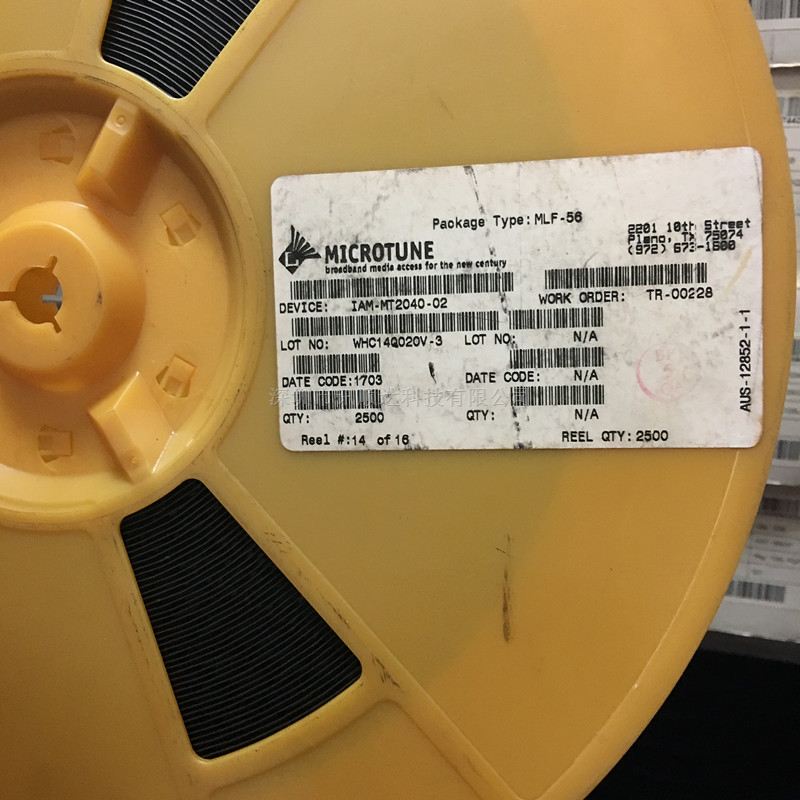 Package Type: MLF-56
2201 10th Street
Plano, TX 75074
(972) 673-1600
MICROTUNE
broadband media access for the new century
DEVICE: IAM-MT2040-02
WORK ORDER: TR-00228
LOT NO: WHC14Q020V-3
LOT NO: N/A
DATE CODE: 1703
DATE CODE: N/A
QTY: 2500
QTY: N/A
Reel #: 14 of 16
REEL QTY: 2500
AUS-12852-1-1
科技有限公司